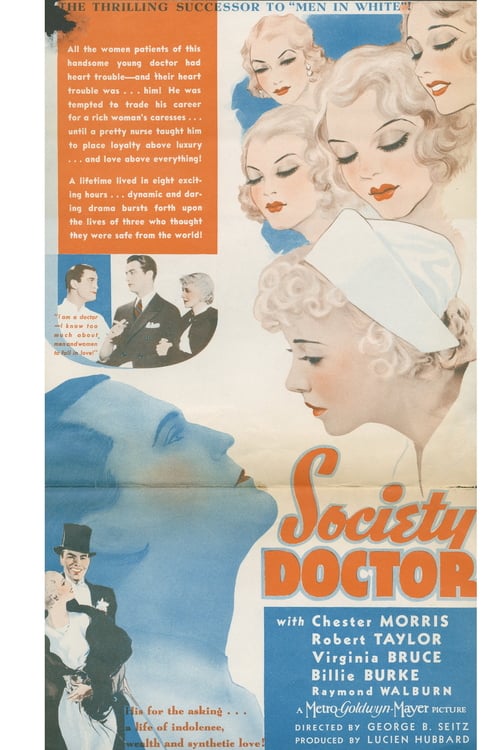 THE THRILLING SUCCESSOR TO "MEN IN WHITE"!
All the women patients of this
handsome young doctor had
heart trouble—and their heart
trouble was . . . him! He was
tempted to trade his career
for a rich woman's caresses . . .
until a pretty nurse taught him
to place loyalty above luxury
. . . and love above everything!
A lifetime lived in eight excit-
ing hours . . . dynamic and dar-
ing drama bursts forth upon
the lives of three who thought
they were safe from the world!
"I am a doctor
—I know too
much about
men and women
to fall in love!"
Society
DOCTOR
with Chester MORRIS
Robert TAYLOR
Virginia BRUCE
Billie BURKE
Raymond WALBURN
A Metro-Goldwyn-Mayer PICTURE
DIRECTED BY GEORGE B. SEITZ
PRODUCED BY LUCIEN HUBBARD
His for the asking . . .
a life of indolence,
wealth and synthetic love!